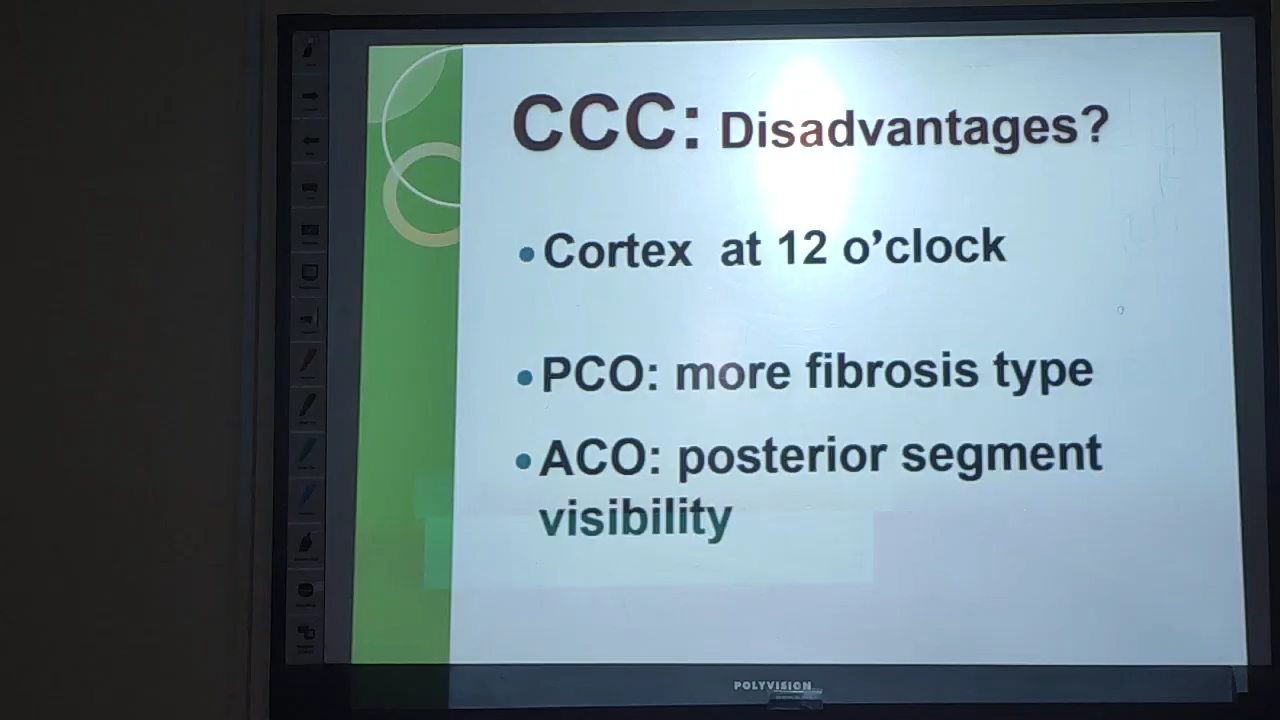 CCC: Disadvantages?
•Cortex at 12 o’clock
•PCO: more fibrosis type
•ACO: posterior segment
visibility
POLYVISION